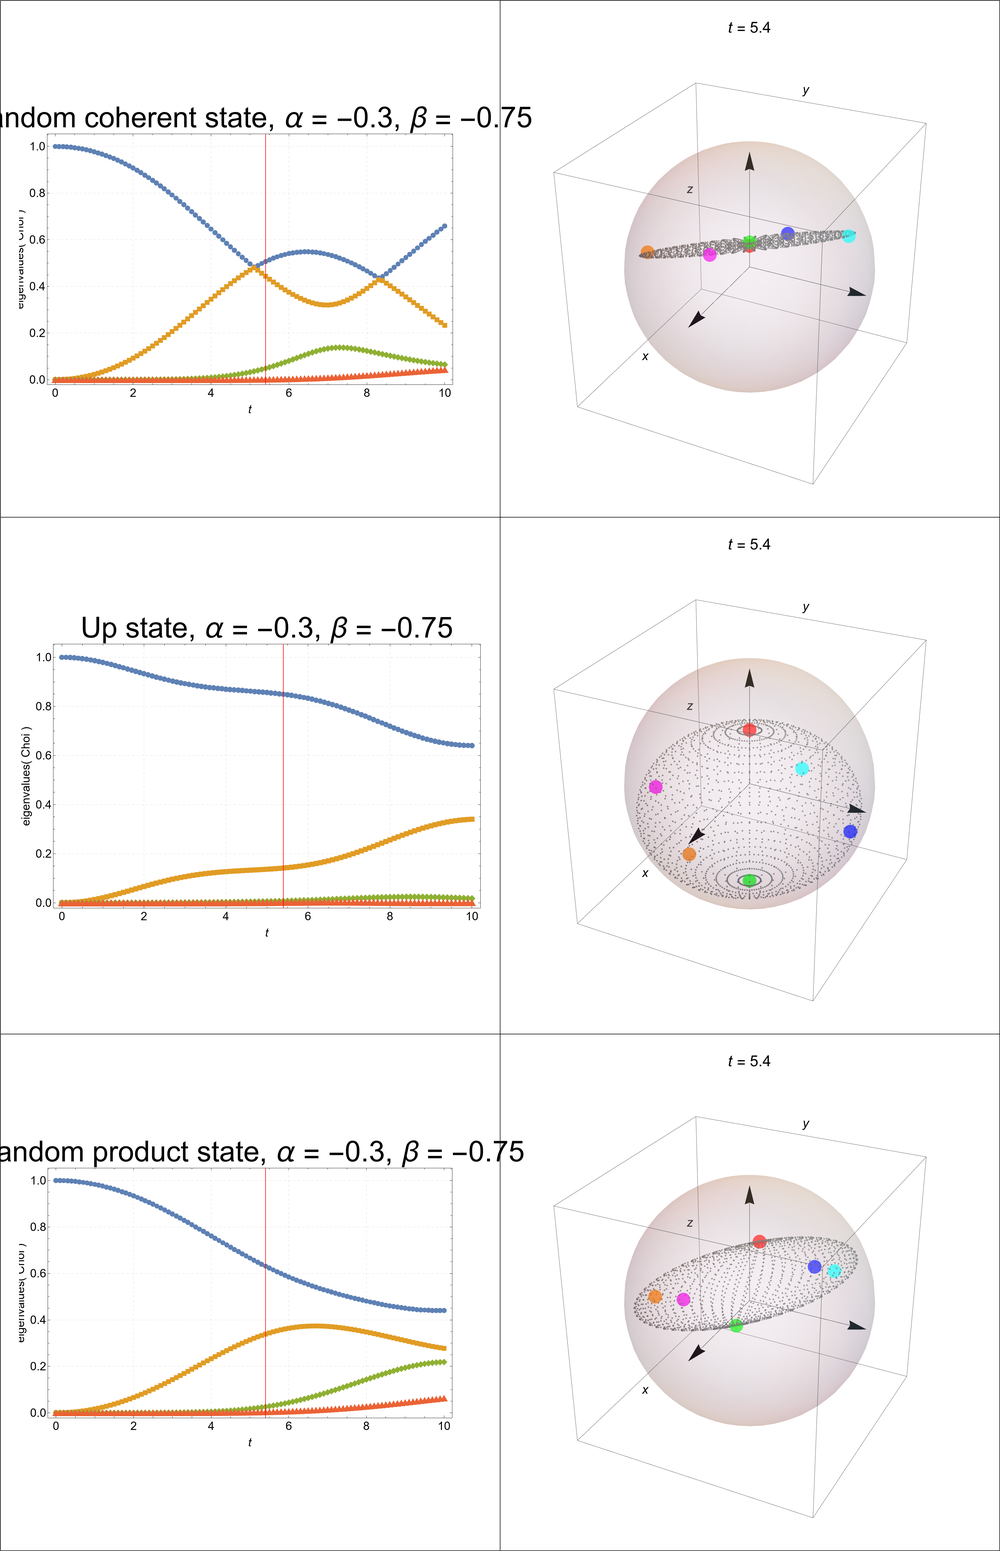 andom coherent state, α = −0.3, β = −0.75
1.0
0.8
0.6
0.4
0.2
0.0
eigenvalues( Choi )
0 2 4 6 8 10
t
t = 5.4
y
z
x
Up state, α = −0.3, β = −0.75
1.0
0.8
0.6
0.4
0.2
0.0
eigenvalues( Choi )
0 2 4 6 8 10
t
t = 5.4
y
z
x
andom product state, α = −0.3, β = −0.75
1.0
0.8
0.6
0.4
0.2
0.0
eigenvalues( Choi )
0 2 4 6 8 10
t
t = 5.4
y
z
x